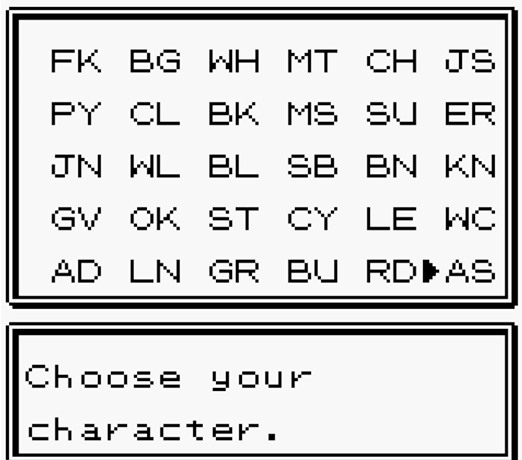 FK BG WH MT CH JS
PY CL BK MS SU ER
JN WL BL SB BN KN
GV OK ST CY LE WC
AD LN GR BU RD▶AS
Choose your
character.